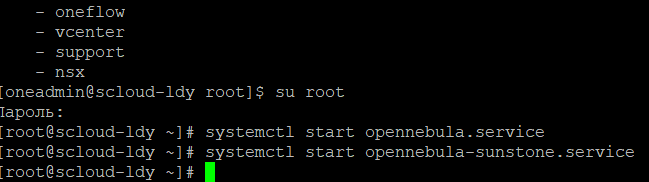 - oneflow
- vcenter
- support
- nsx
[oneadmin@scloud-ldy root]$ su root
Пароль:
[root@scloud-ldy ~]# systemctl start opennebula.service
[root@scloud-ldy ~]# systemctl start opennebula-sunstone.service
[root@scloud-ldy ~]#